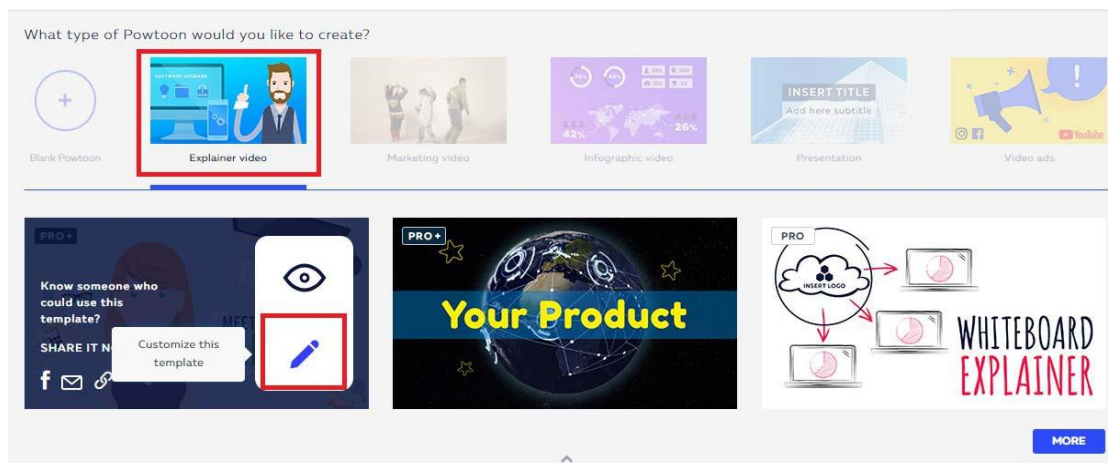 What type of Powtoon would you like to create?
SOFTWARE UPGRADE
INSERT TITLE
Add here subtitle
42%
26%
YouTube
Blank Powtoon
Explainer video
Marketing video
Infographic video
Presentation
Video ads
PRO+
Know someone who
could use this
template?
SHARE IT N
MEET
Customize this
template
PRO+
Your Product
PRO
INSERT LOGO
WHITEBOARD
EXPLAINER
MORE